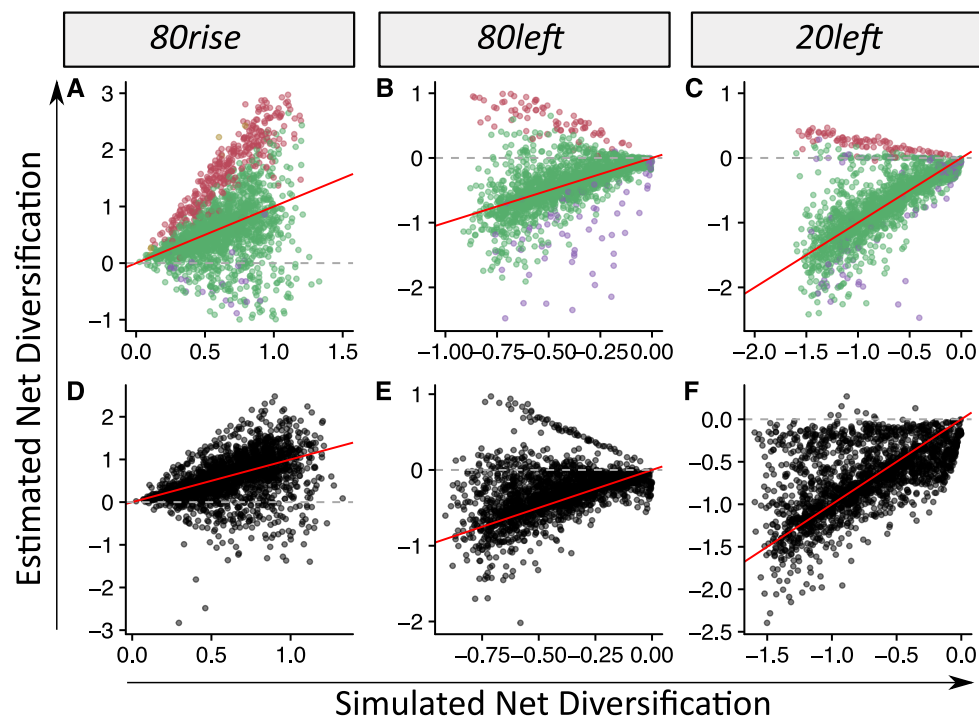 80rise 80left 20left
A B C
3
2
1
0
−1
1
0
−1
−2
1
0
−1
−2
0.0 0.5 1.0 1.5
−1.00 −0.75 −0.50 −0.25 0.00
−2.0 −1.5 −1.0 −0.5 0.0
D E F
2
1
0
−1
−2
−3
1
0
−1
−2
0.0
−0.5
−1.0
−1.5
−2.0
−2.5
0.0 0.5 1.0
−0.75 −0.50 −0.25 0.00
−1.5 −1.0 −0.5 0.0
Estimated Net Diversification
Simulated Net Diversification